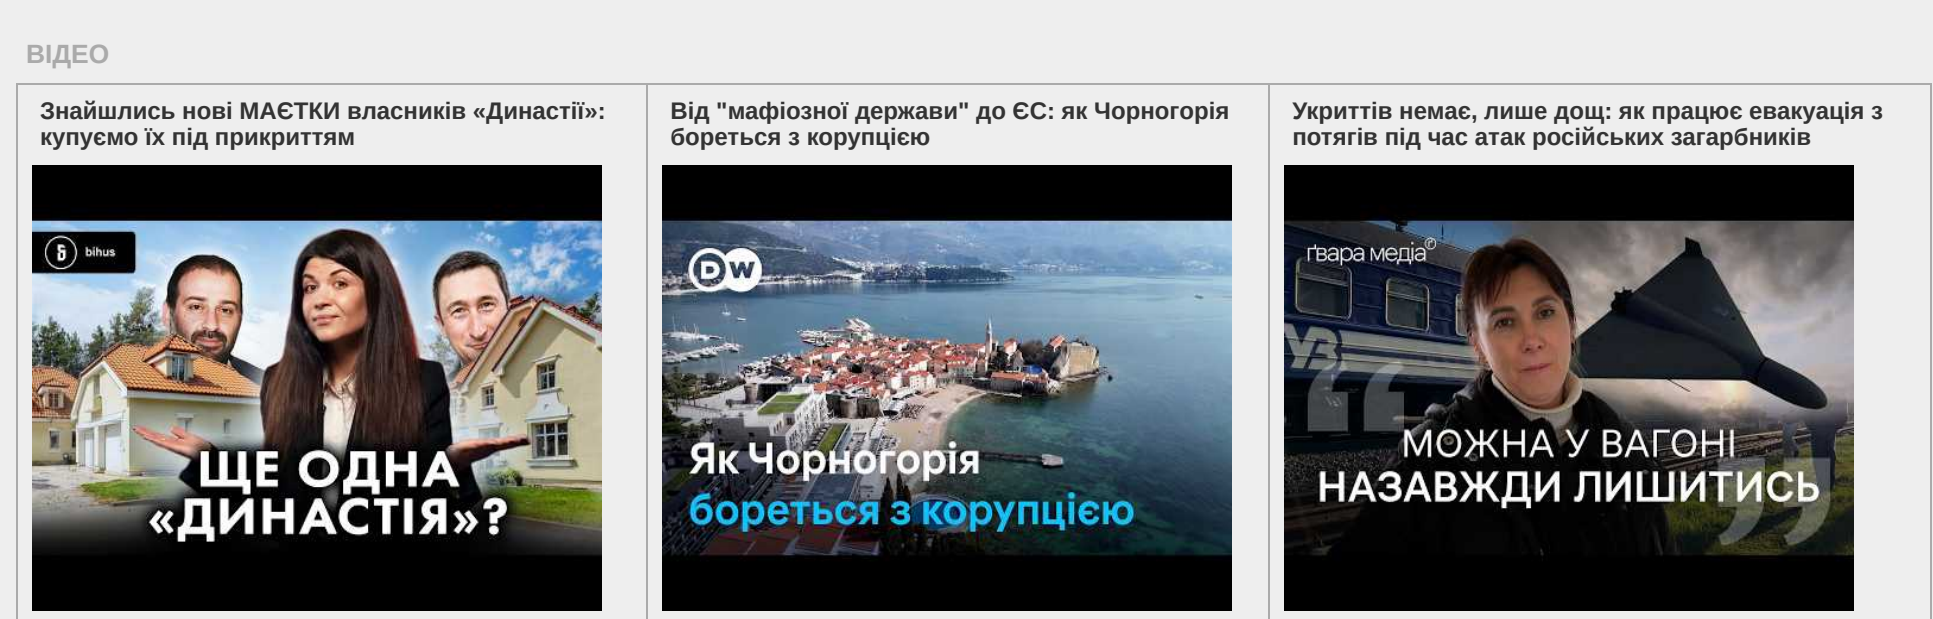 ВІДЕО
Знайшлись нові МАЄТКИ власників «Династії»:
купуємо їх під прикриттям
bihus
ЩЕ ОДНА
«ДИНАСТІЯ»?
Від "мафіозної держави" до ЄС: як Чорногорія
бореться з корупцією
DW
Як Чорногорія
бореться з корупцією
Укриттів немає, лише дощ: як працює евакуація з
потягів під час атак російських загарбників
ґвара медіа
УЗ
МОЖНА У ВАГОНІ
НАЗАВЖДИ ЛИШИТИСЬ